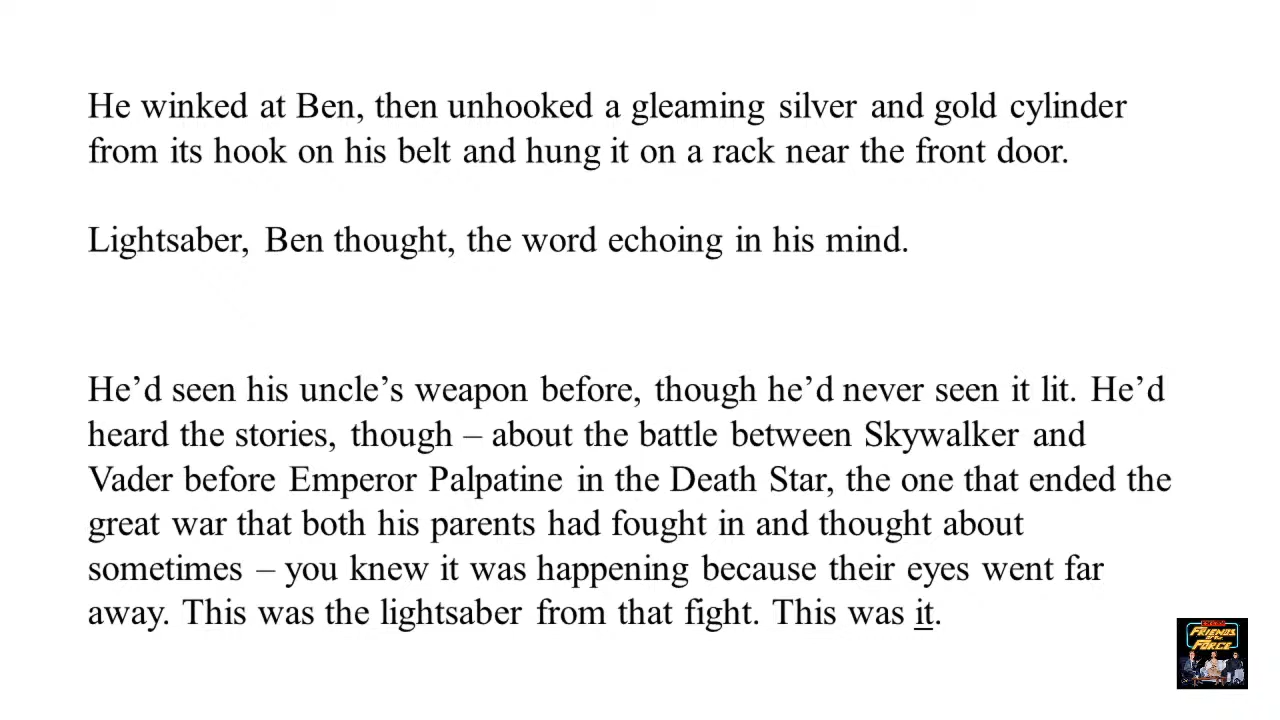 He winked at Ben, then unhooked a gleaming silver and gold cylinder
from its hook on his belt and hung it on a rack near the front door.
Lightsaber, Ben thought, the word echoing in his mind.
He’d seen his uncle’s weapon before, though he’d never seen it lit. He’d
heard the stories, though – about the battle between Skywalker and
Vader before Emperor Palpatine in the Death Star, the one that ended the
great war that both his parents had fought in and thought about
sometimes – you knew it was happening because their eyes went far
away. This was the lightsaber from that fight. This was it.
FRIENDS
of the
FORCE